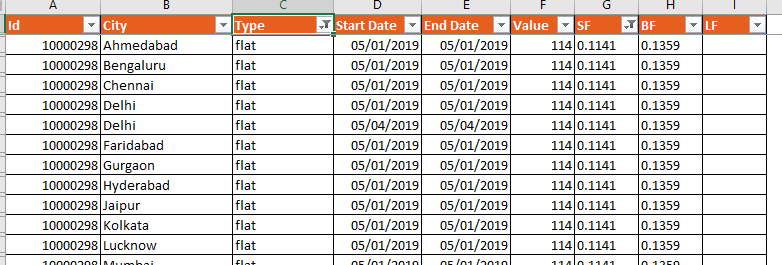 A B C D E F G H I
Id City Type Start Date End Date Value SF BF LF
10000298 Ahmedabad flat 05/01/2019 05/01/2019 114 0.1141 0.1359
10000298 Bengaluru flat 05/01/2019 05/01/2019 114 0.1141 0.1359
10000298 Chennai flat 05/01/2019 05/01/2019 114 0.1141 0.1359
10000298 Delhi flat 05/01/2019 05/01/2019 114 0.1141 0.1359
10000298 Delhi flat 05/04/2019 05/04/2019 114 0.1141 0.1359
10000298 Faridabad flat 05/01/2019 05/01/2019 114 0.1141 0.1359
10000298 Gurgaon flat 05/01/2019 05/01/2019 114 0.1141 0.1359
10000298 Hyderabad flat 05/01/2019 05/01/2019 114 0.1141 0.1359
10000298 Jaipur flat 05/01/2019 05/01/2019 114 0.1141 0.1359
10000298 Kolkata flat 05/01/2019 05/01/2019 114 0.1141 0.1359
10000298 Lucknow flat 05/01/2019 05/01/2019 114 0.1141 0.1359
10000298 Mumbai flat 05/01/2019 05/01/2019 114 0.1141 0.1359